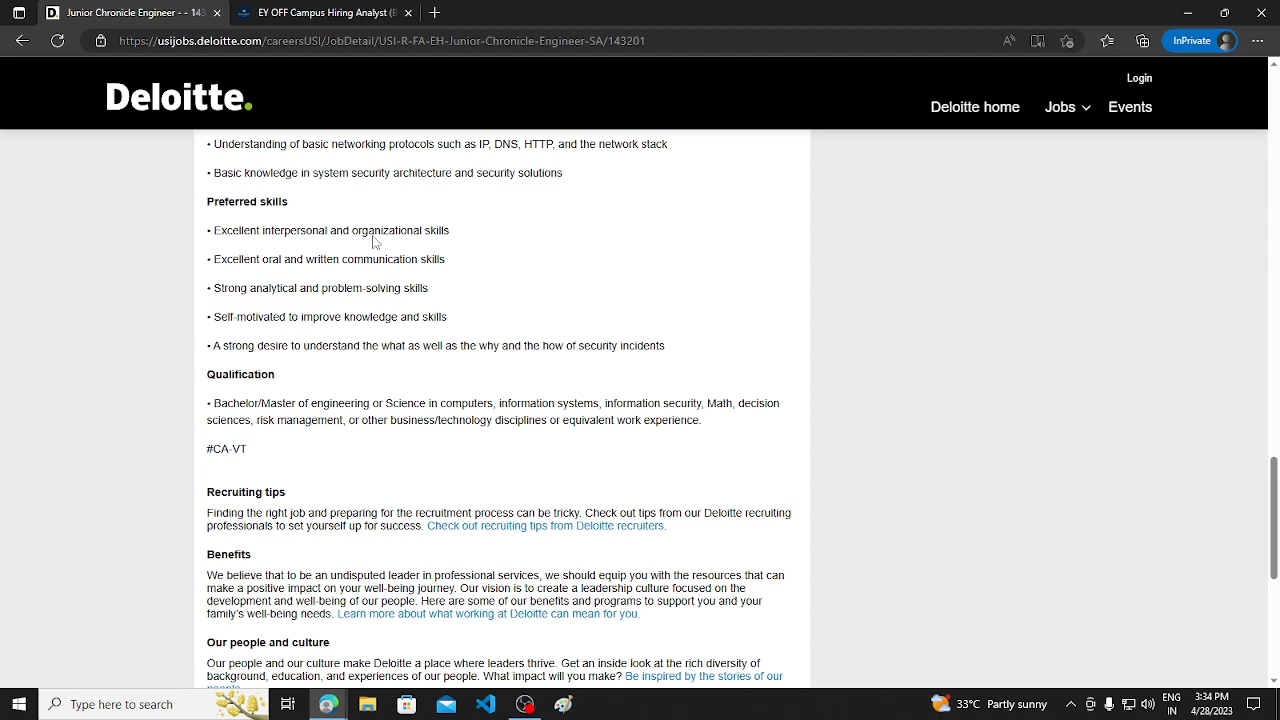 Junior Chronicle Engineer - - 143
EY OFF Campus Hiring Analyst (B
https://usijobs.deloitte.com/careersUSI/JobDetail/USI-R-FA-EH-Junior-Chronicle-Engineer-SA/143201
InPrivate
Login
Deloitte.
Deloitte home Jobs Events
• Understanding of basic networking protocols such as IP, DNS, HTTP, and the network stack
• Basic knowledge in system security architecture and security solutions
Preferred skills
• Excellent interpersonal and organizational skills
• Excellent oral and written communication skills
• Strong analytical and problem-solving skills
• Self-motivated to improve knowledge and skills
• A strong desire to understand the what as well as the why and the how of security incidents
Qualification
• Bachelor/Master of engineering or Science in computers, information systems, information security, Math, decision
sciences, risk management, or other business/technology disciplines or equivalent work experience.
#CA-VT
Recruiting tips
Finding the right job and preparing for the recruitment process can be tricky. Check out tips from our Deloitte recruiting
professionals to set yourself up for success. Check out recruiting tips from Deloitte recruiters.
Benefits
We believe that to be an undisputed leader in professional services, we should equip you with the resources that can
make a positive impact on your well-being journey. Our vision is to create a leadership culture focused on the
development and well-being of our people. Here are some of our benefits and programs to support you and your
family's well-being needs. Learn more about what working at Deloitte can mean for you.
Our people and culture
Our people and our culture make Deloitte a place where leaders thrive. Get an inside look at the rich diversity of
background, education, and experiences of our people. What impact will you make? Be inspired by the stories of our
people.
Type here to search
33°C Partly sunny
ENG
IN
3:34 PM
4/28/2023